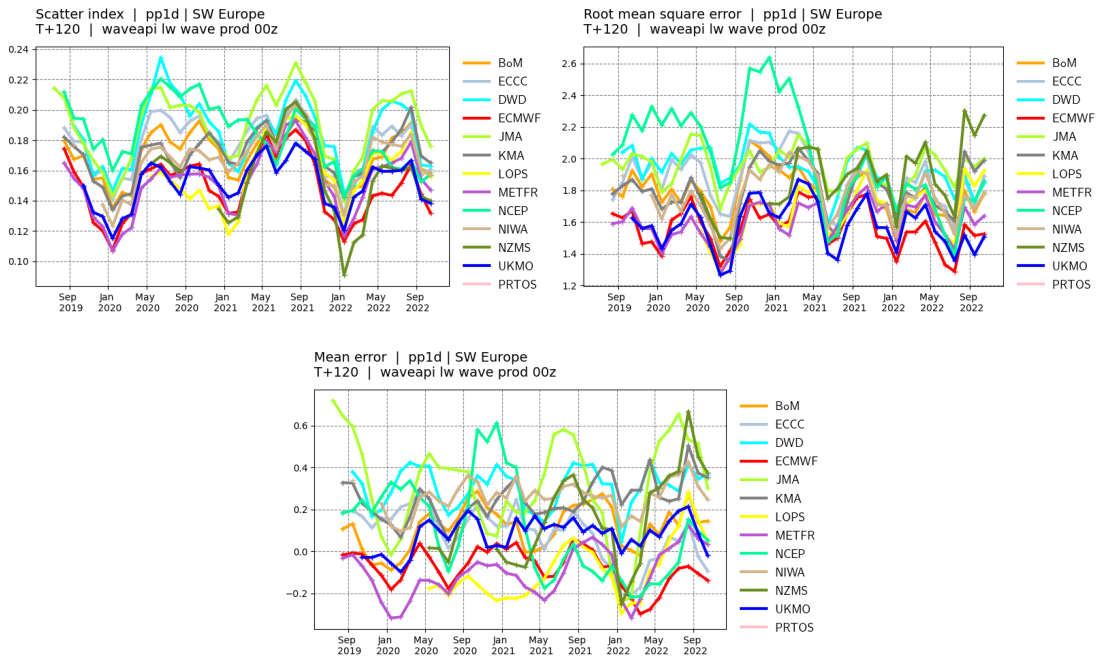 Scatter index | pp1d | SW Europe
T+120 | waveapi lw wave prod 00z
0.24
0.22
0.20
0.18
0.16
0.14
0.12
0.10
Sep 2019
Jan 2020
May 2020
Sep 2020
Jan 2021
May 2021
Sep 2021
Jan 2022
May 2022
Sep 2022
BoM
ECCC
DWD
ECMWF
JMA
KMA
LOPS
METFR
NCEP
NIWA
NZMS
UKMO
PRTOS
Root mean square error | pp1d | SW Europe
T+120 | waveapi lw wave prod 00z
2.6
2.4
2.2
2.0
1.8
1.6
1.4
1.2
Sep 2019
Jan 2020
May 2020
Sep 2020
Jan 2021
May 2021
Sep 2021
Jan 2022
May 2022
Sep 2022
BoM
ECCC
DWD
ECMWF
JMA
KMA
LOPS
METFR
NCEP
NIWA
NZMS
UKMO
PRTOS
Mean error | pp1d | SW Europe
T+120 | waveapi lw wave prod 00z
0.6
0.4
0.2
0.0
−0.2
Sep 2019
Jan 2020
May 2020
Sep 2020
Jan 2021
May 2021
Sep 2021
Jan 2022
May 2022
Sep 2022
BoM
ECCC
DWD
ECMWF
JMA
KMA
LOPS
METFR
NCEP
NIWA
NZMS
UKMO
PRTOS